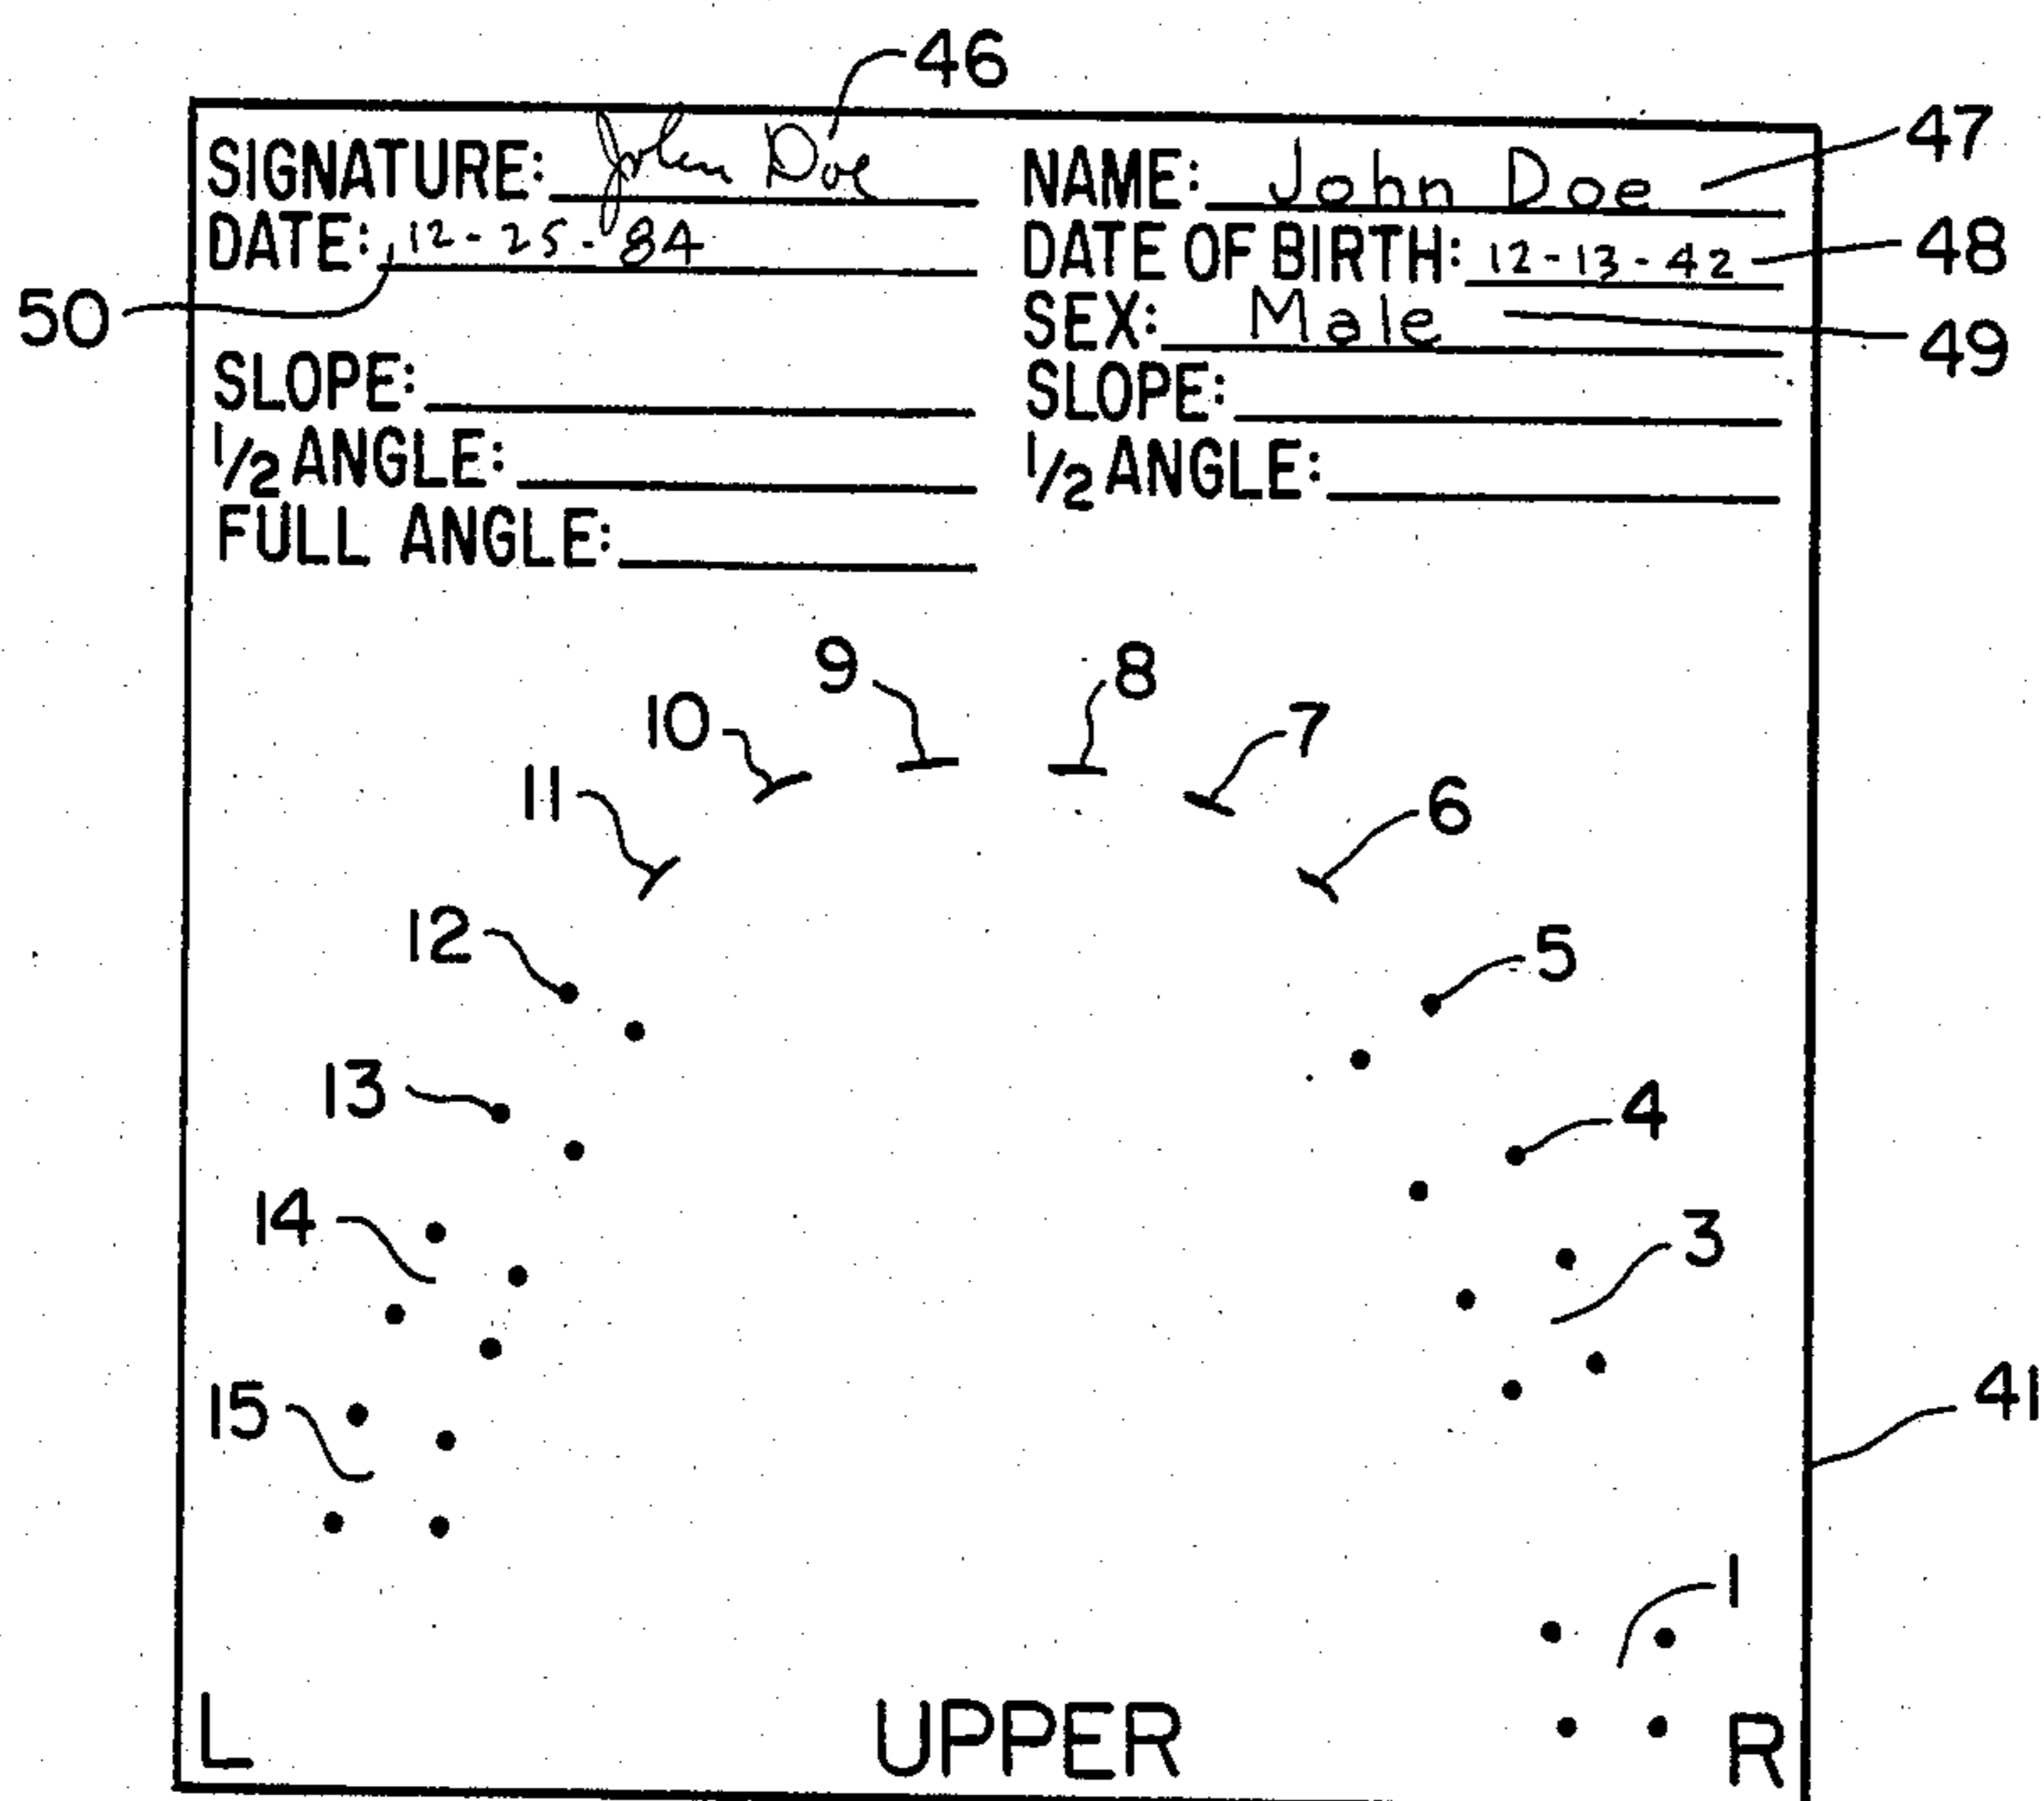 46
SIGNATURE: John Doe NAME: John Doe 47
DATE: 12-25-84 DATE OF BIRTH: 12-13-42 48
50 SEX: Male 49
SLOPE: SLOPE:
1/2 ANGLE: 1/2 ANGLE:
FULL ANGLE:
9 8
10 7
11 6
12 5
13 4
14 3
15 41
1
L UPPER R